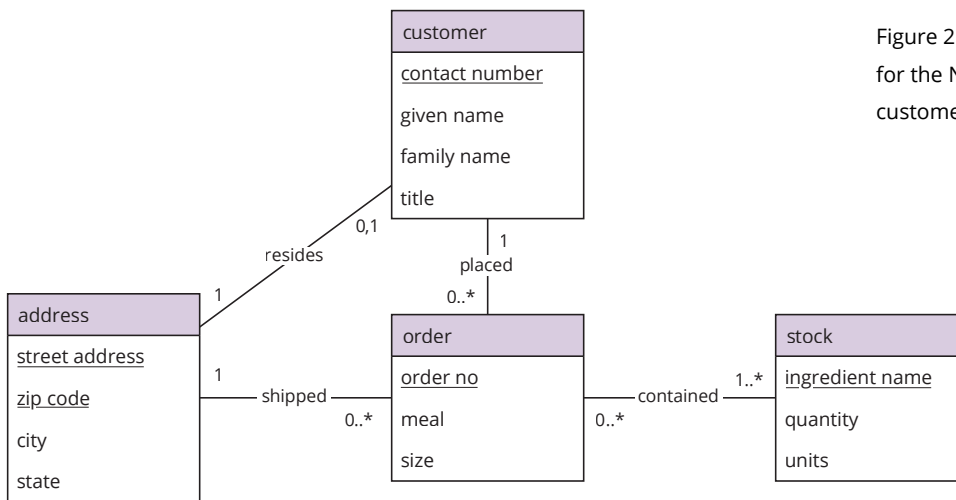 customer
contact number
given name
family name
title
Figure 2
for the
custome
0,1
resides
1
1
placed
0..*
address
street address
zip code
city
state
1
shipped
0..*
order
order no
meal
size
0..*
contained
1..*
stock
ingredient name
quantity
units